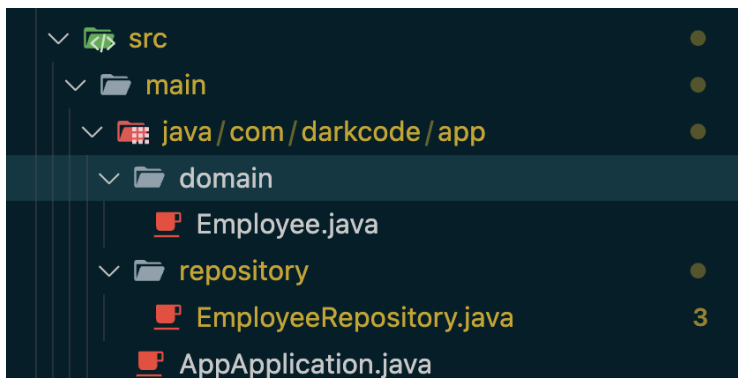 src
main
java/com/darkcode/app
domain
Employee.java
repository
EmployeeRepository.java 3
AppApplication.java